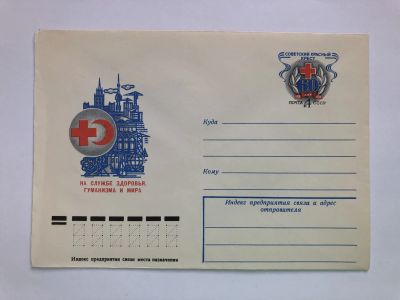 СОВЕТСКИЙ КРАСНЫЙ
КРЕСТ
ПОЧТА 4 СССР
Куда
НА СЛУЖБЕ ЗДОРОВЬЯ,
ГУМАНИЗМА И МИРА
Кому
Индекс предприятия связи и адрес
отправителя
Индекс предприятия связи места назначения